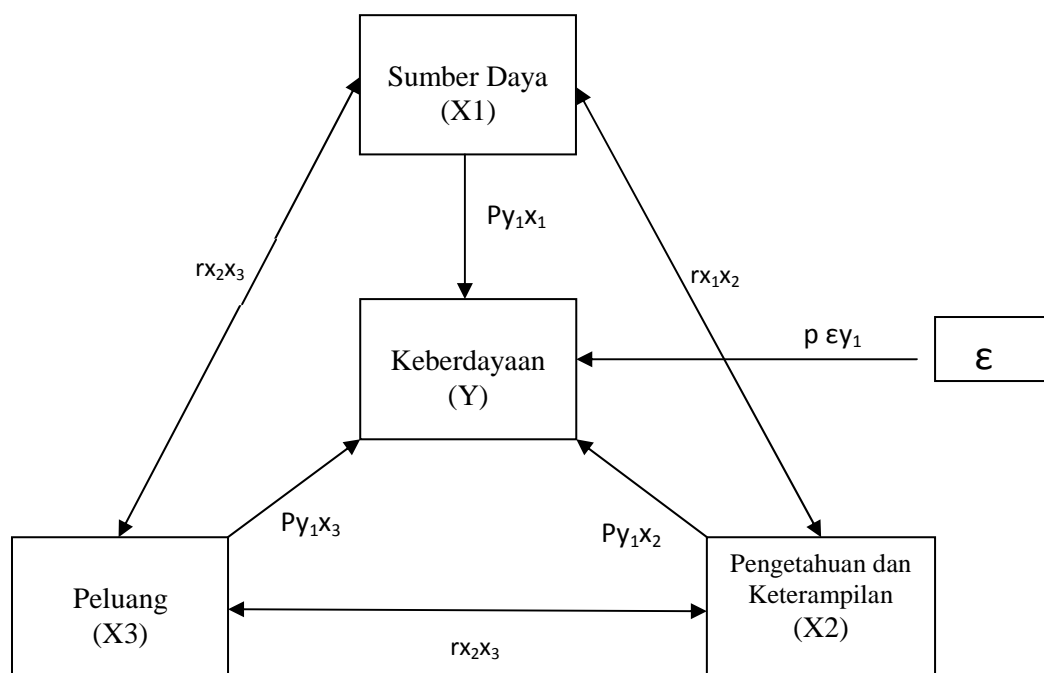 Sumber Daya
(X1)
Py₁x₁
rx₂x₃
rx₁x₂
p εy₁
ε
Keberdayaan
(Y)
Py₁x₃
Py₁x₂
Peluang
(X3)
Pengetahuan dan
Keterampilan
(X2)
rx₂x₃